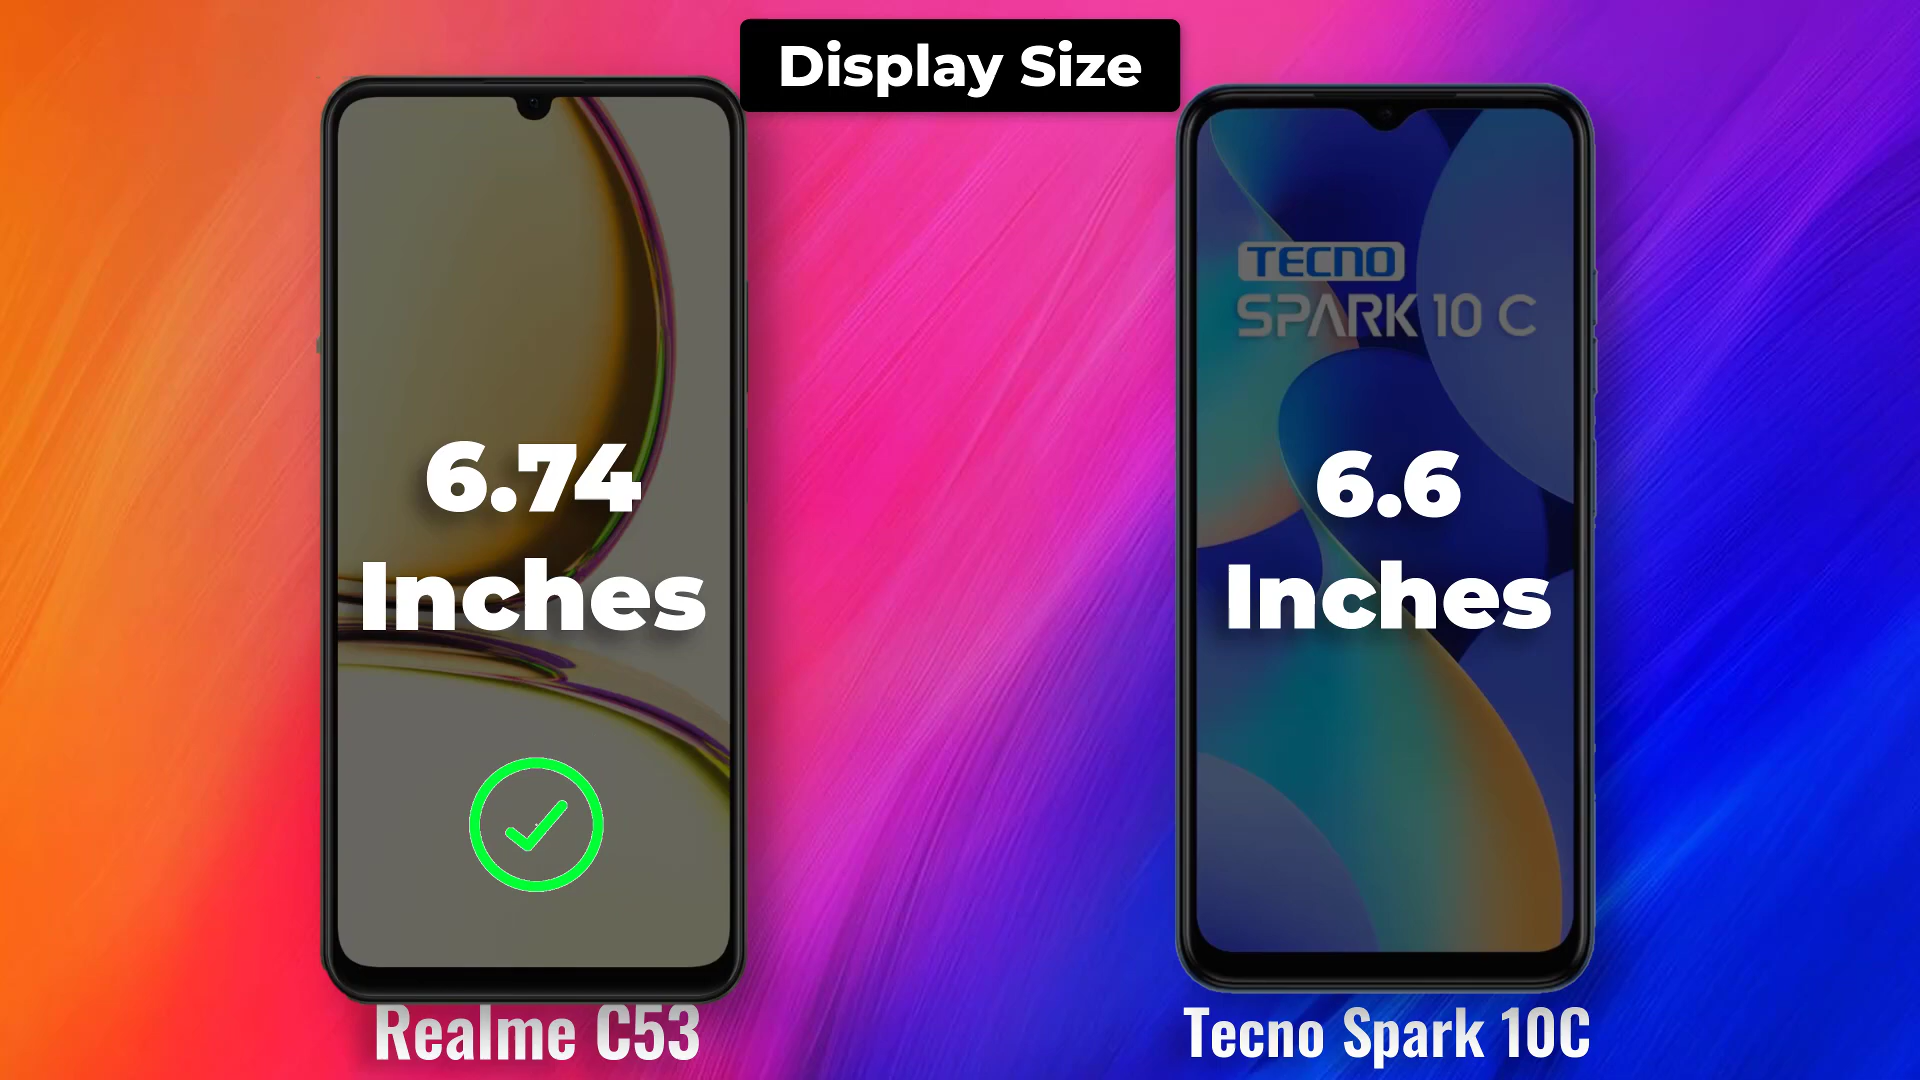 Display Size
6.74
Inches
Realme C53
TECNO
SPARK 10 C
6.6
Inches
Tecno Spark 10C